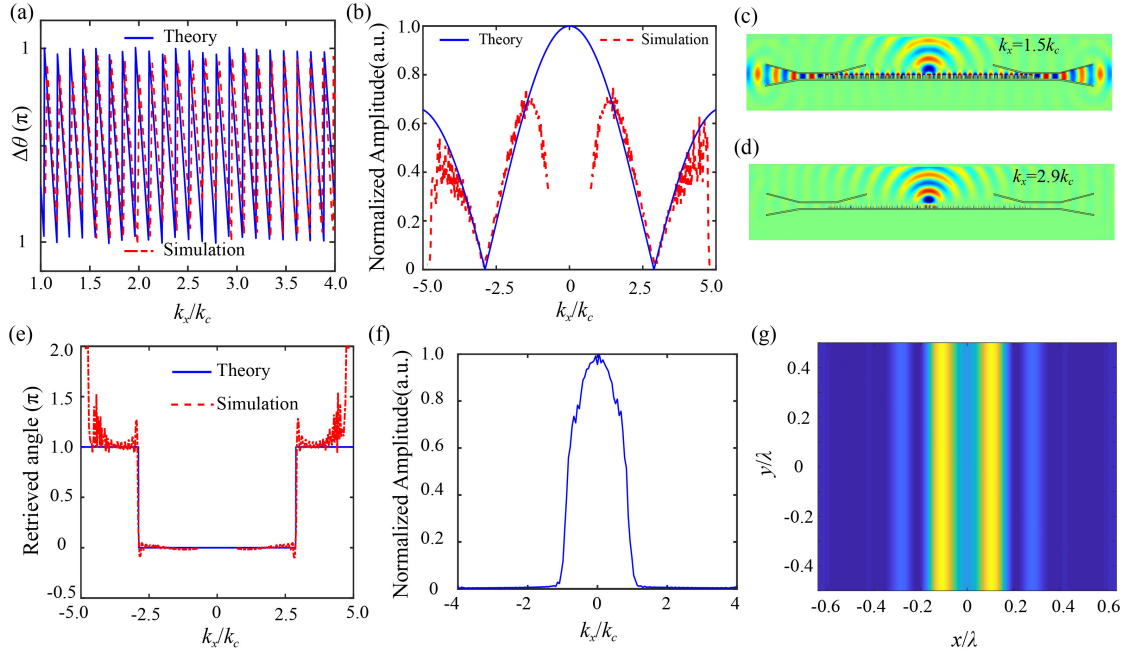 (a)
Theory
Simulation
Δθ (π)
1
1
1.0 1.5 2.0 2.5 3.0 3.5 4.0
kx/kc
(b)
Theory Simulation
Normalized Amplitude(a.u.)
1.0
0.8
0.6
0.4
0.2
0
-5.0 -2.5 0 2.5 5.0
kx/kc
(c)
kx=1.5kc
(d)
kx=2.9kc
(e)
Theory
Simulation
Retrieved angle (π)
2.0
1.5
1.0
0.5
0
-0.5
-5.0 -2.5 0 2.5 5.0
kx/kc
(f)
Normalized Amplitude(a.u.)
1.0
0.8
0.6
0.4
1.0
0
-4 -2 0 2 4
kx/kc
(g)
y/λ
0.4
0.2
0
-0.2
-0.4
-0.6 -0.4 -0.2 0 0.2 0.4 0.6
x/λ